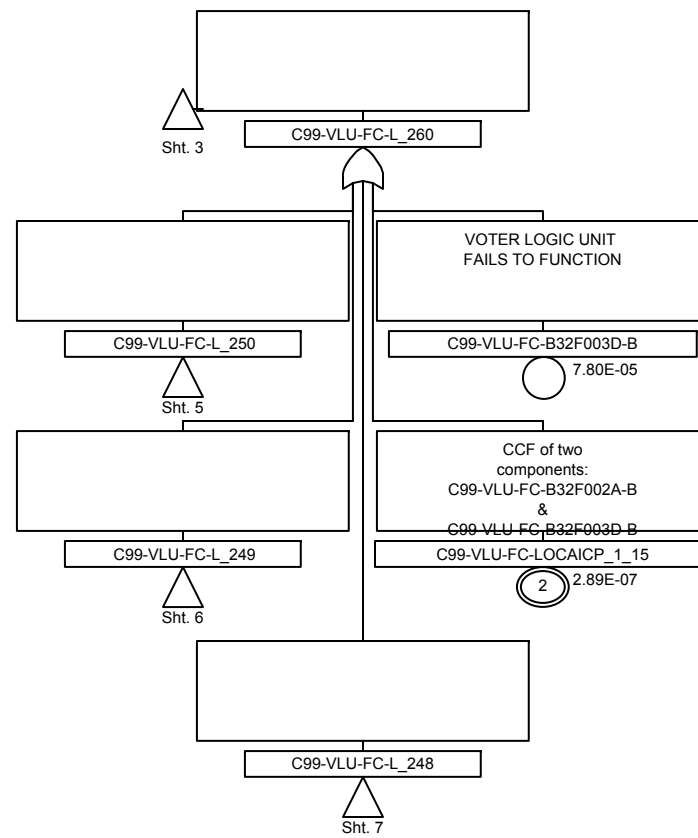 C99-VLU-FC-L_260
Sht. 3
VOTER LOGIC UNIT
FAILS TO FUNCTION
C99-VLU-FC-L_250
C99-VLU-FC-B32F003D-B
7.80E-05
Sht. 5
CCF of two
components:
C99-VLU-FC-B32F002A-B
&
C99-VLU-FC-B32F003D-B
C99-VLU-FC-L_249
C99-VLU-FC-LOCAICP_1_15
2
2.89E-07
Sht. 6
C99-VLU-FC-L_248
Sht. 7